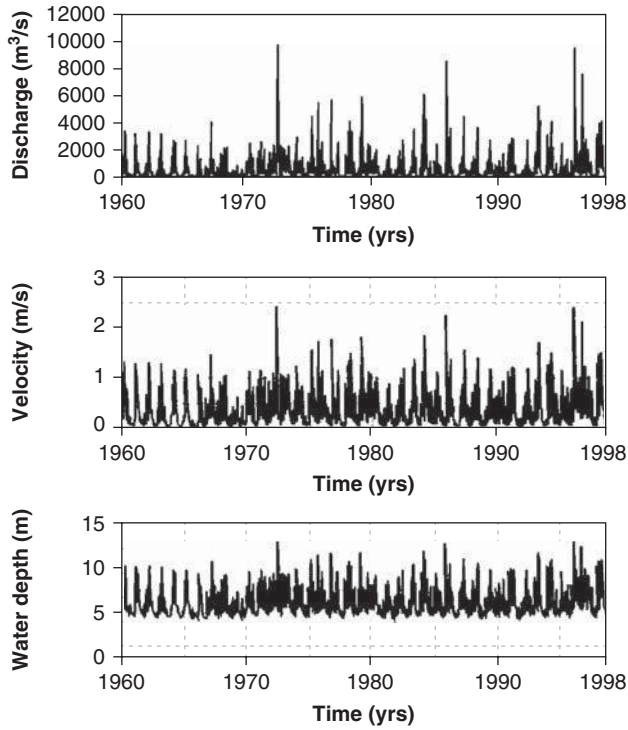 Discharge (m³/s)
12000
10000
8000
6000
4000
2000
0
1960 1970 1980 1990 1998
Time (yrs)
Velocity (m/s)
3
2
1
0
1960 1970 1980 1990 1998
Time (yrs)
Water depth (m)
15
10
5
0
1960 1970 1980 1990 1998
Time (yrs)